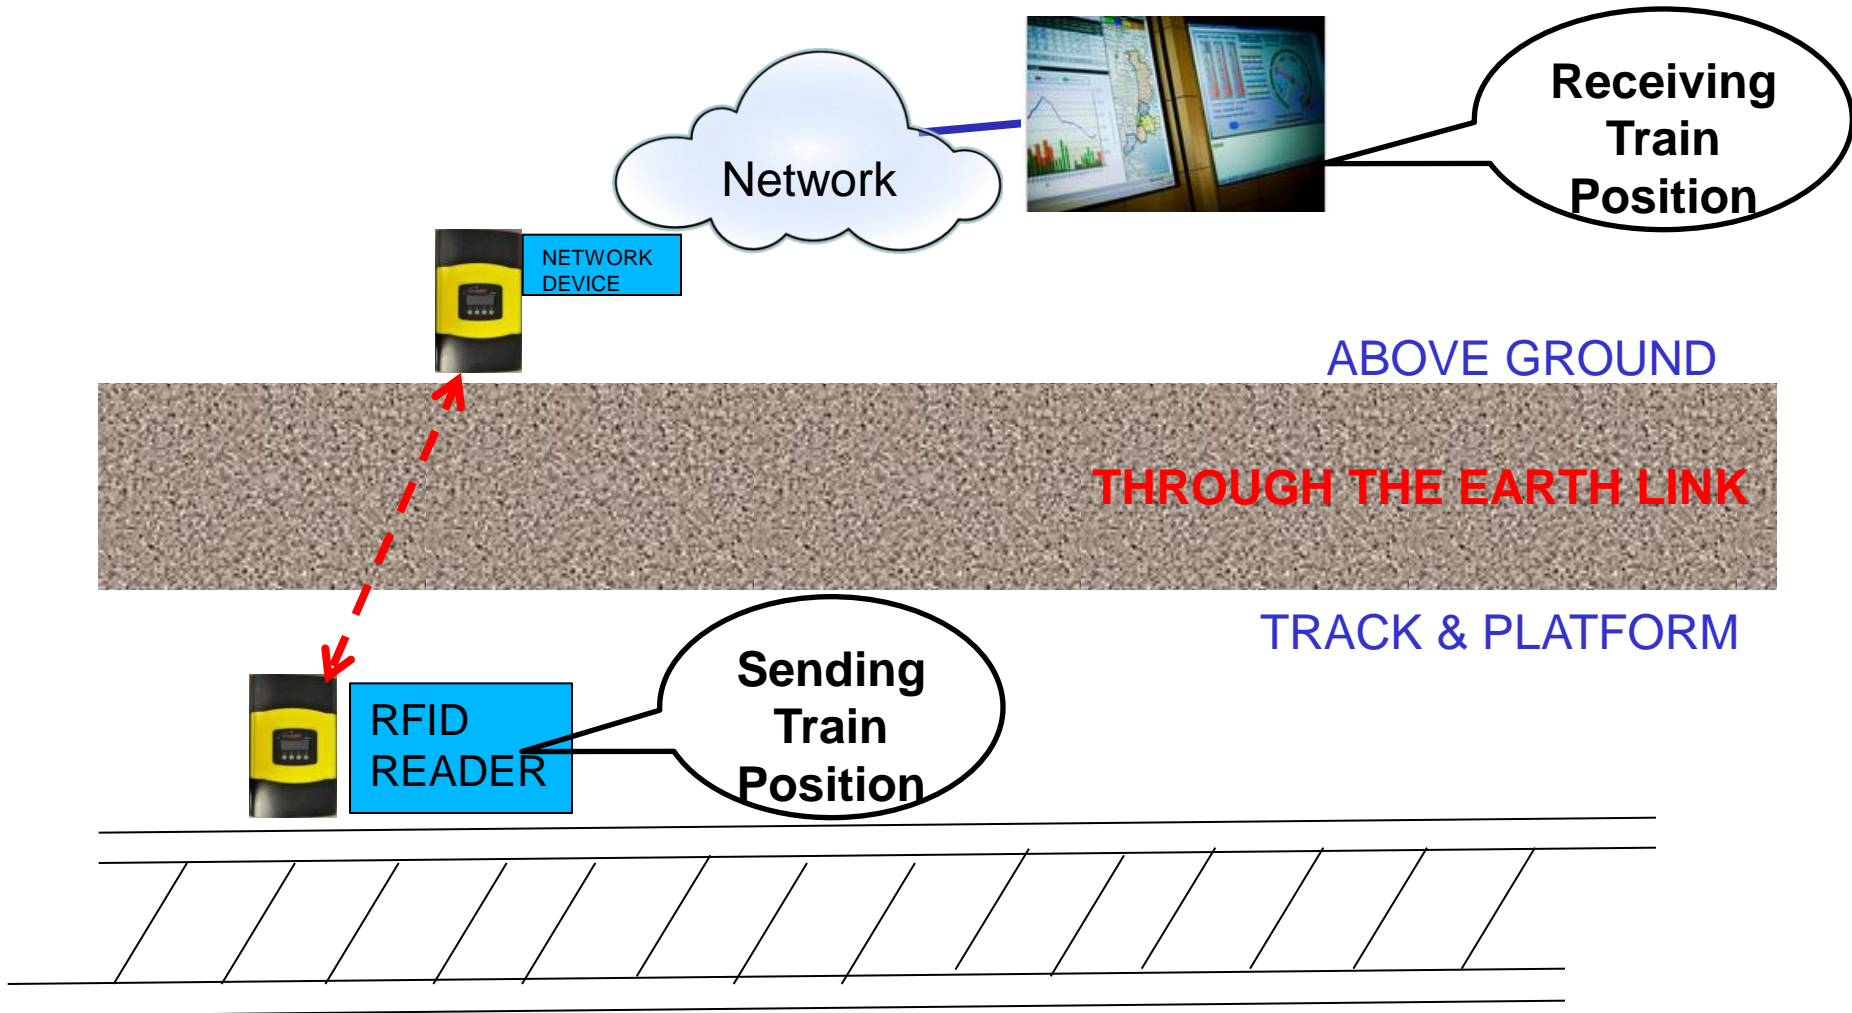 Receiving
Train
Position
Network
NETWORK
DEVICE
ABOVE GROUND
THROUGH THE EARTH LINK
TRACK & PLATFORM
Sending
Train
Position
RFID
READER